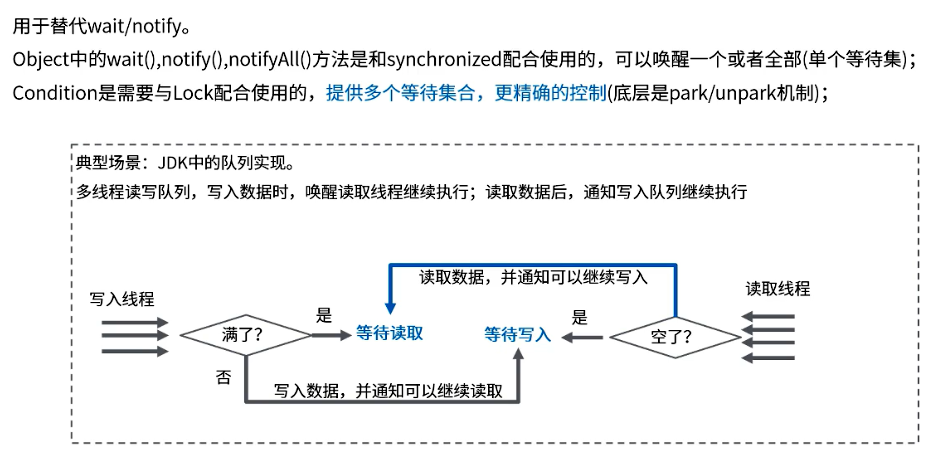 用于替代wait/notify。
Object中的wait(),notify(),notifyAll()方法是和synchronized配合使用的，可以唤醒一个或者全部(单个等待集)；
Condition是需要与Lock配合使用的，提供多个等待集合，更精确的控制(底层是park/unpark机制)；
典型场景：JDK中的队列实现。
多线程读写队列，写入数据时，唤醒读取线程继续执行；读取数据后，通知写入队列继续执行
读取数据，并通知可以继续写入
写入线程
读取线程
满了？
是
等待读取
等待写入
是
空了？
否
写入数据，并通知可以继续读取